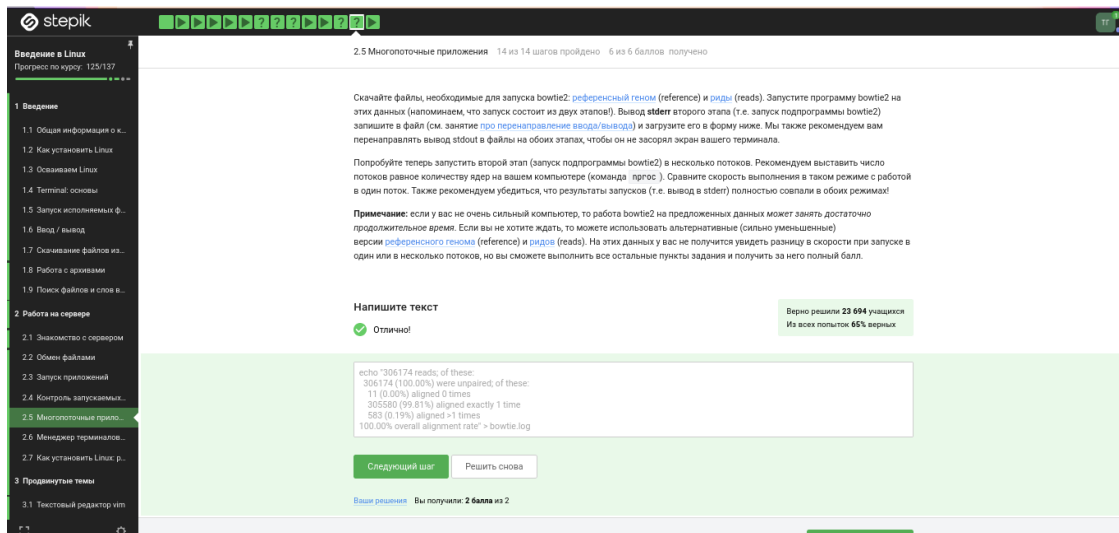 stepik
ТГ
Введение в Linux
Прогресс по курсу: 125/137
1 Введение
1.1 Общая информация о к...
1.2 Как установить Linux
1.3 Осваиваем Linux
1.4 Terminal: основы
1.5 Запуск исполняемых ф...
1.6 Ввод / вывод
1.7 Скачивание файлов из...
1.8 Работа с архивами
1.9 Поиск файлов и слов в...
2 Работа на сервере
2.1 Знакомство с сервером
2.2 Обмен файлами
2.3 Запуск приложений
2.4 Контроль запускаемых...
2.5 Многопоточные прило...
2.6 Менеджер терминалов...
2.7 Как установить Linux: р...
3 Продвинутые темы
3.1 Текстовый редактор vim
2.5 Многопоточные приложения 14 из 14 шагов пройдено 6 из 6 баллов получено
Скачайте файлы, необходимые для запуска bowtie2: референсный геном (reference) и риды (reads). Запустите программу bowtie2 на
этих данных (напоминаем, что запуск состоит из двух этапов!). Вывод stderr второго этапа (т.е. запуск подпрограммы bowtie2)
запишите в файл (см. занятие про перенаправление ввода/вывода) и загрузите его в форму ниже. Мы также рекомендуем вам
перенаправлять вывод stdout в файлы на обоих этапах, чтобы он не засорял экран вашего терминала.
Попробуйте теперь запустить второй этап (запуск подпрограммы bowtie2) в несколько потоков. Рекомендуем выставить число
потоков равное количеству ядер на вашем компьютере (команда nproc ). Сравните скорость выполнения в таком режиме с работой
в один поток. Также рекомендуем убедиться, что результаты запусков (т.е. вывод в stderr) полностью совпали в обоих режимах!
Примечание: если у вас не очень сильный компьютер, то работа bowtie2 на предложенных данных может занять достаточно
продолжительное время. Если вы не хотите ждать, то можете использовать альтернативные (сильно уменьшенные)
версии референсного генома (reference) и ридов (reads). На этих данных у вас не получится увидеть разницу в скорости при запуске в
один или в несколько потоков, но вы сможете выполнить все остальные пункты задания и получить за него полный балл.
Напишите текст
Отлично!
Верно решили 23 694 учащихся
Из всех попыток 65% верных
echo "306174 reads; of these:
306174 (100.00%) were unpaired; of these:
11 (0.00%) aligned 0 times
305580 (99.81%) aligned exactly 1 time
583 (0.19%) aligned >1 times
100.00% overall alignment rate" > bowtie.log
Следующий шаг
Решить снова
Ваши решения Вы получили: 2 балла из 2